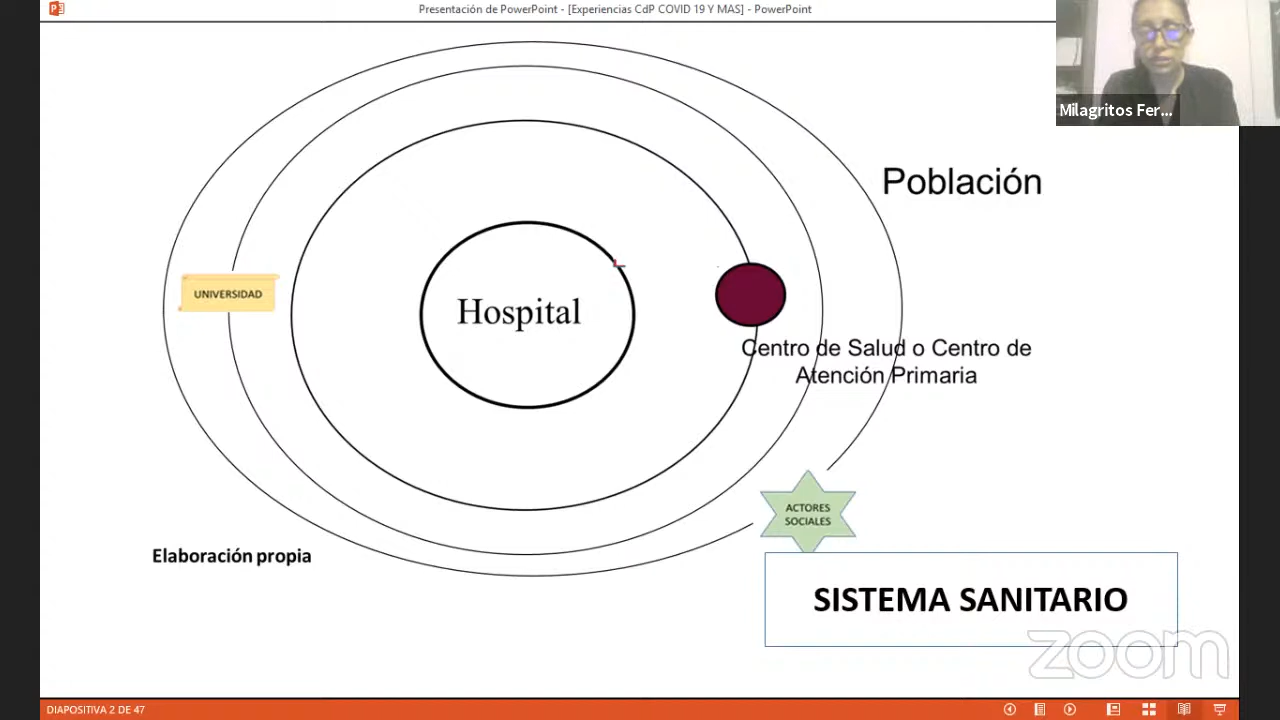 Presentación de PowerPoint - [Experiencias CdP COVID 19 Y MAS] - PowerPoint
Milagritos Fer...
Población
UNIVERSIDAD
Hospital
Centro de Salud o Centro de
Atención Primaria
ACTORES
SOCIALES
Elaboración propia
SISTEMA SANITARIO
zoom
DIAPOSITIVA 2 DE 47